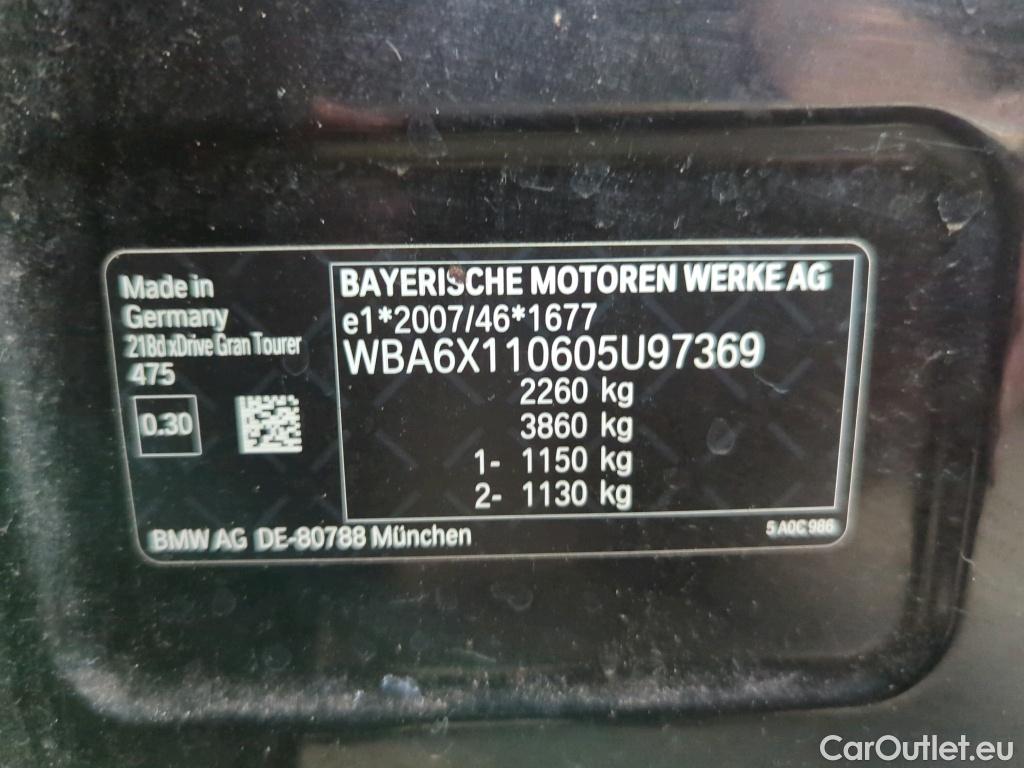 Made in
Germany
218d xDrive Gran Tourer
475
0.30
BAYERISCHE MOTOREN WERKE AG
e1*2007/46*1677
WBA6X110605U97369
2260 kg
3860 kg
1- 1150 kg
2- 1130 kg
BMW AG DE-80788 München
5 A0C 986
CarOutlet.eu